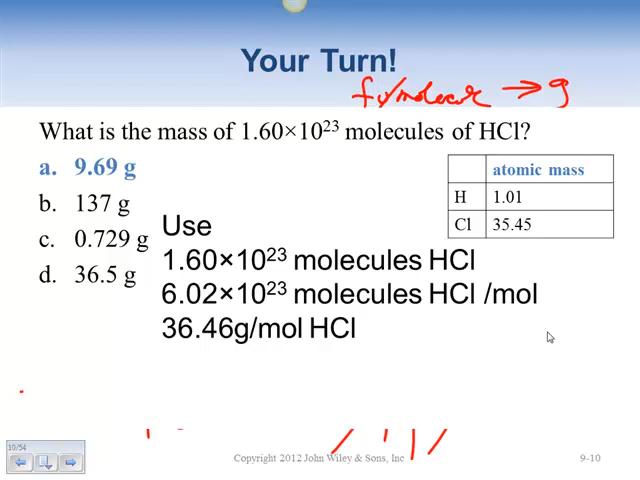 Your Turn!
→ g
What is the mass of 1.60×10²³ molecules of HCl?
a. 9.69 g
b. 137 g
c. 0.729 g
d. 36.5 g
atomic mass
H 1.01
Cl 35.45
Use
1.60×10²³ molecules HCl
6.02×10²³ molecules HCl /mol
36.46g/mol HCl
10/54
Copyright 2012 John Wiley & Sons, Inc
9-10